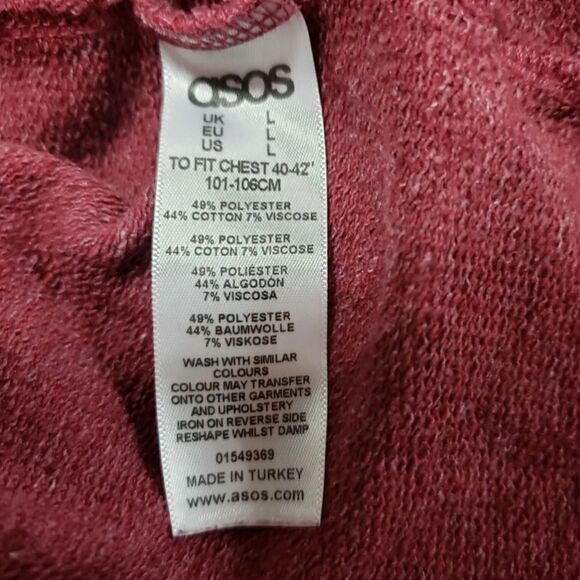 asos
UK L
EU L
US L
TO FIT CHEST 40-42"
101-106CM
49% POLYESTER
44% COTTON 7% VISCOSE
49% POLYESTER
44% COTON 7% VISCOSE
49% POLIÉSTER
44% ALGODÓN
7% VISCOSA
49% POLYESTER
44% BAUMWOLLE
7% VISKOSE
WASH WITH SIMILAR
COLOURS
COLOUR MAY TRANSFER
ONTO OTHER GARMENTS
AND UPHOLSTERY
IRON ON REVERSE SIDE
RESHAPE WHILST DAMP
01549369
MADE IN TURKEY
www.asos.com